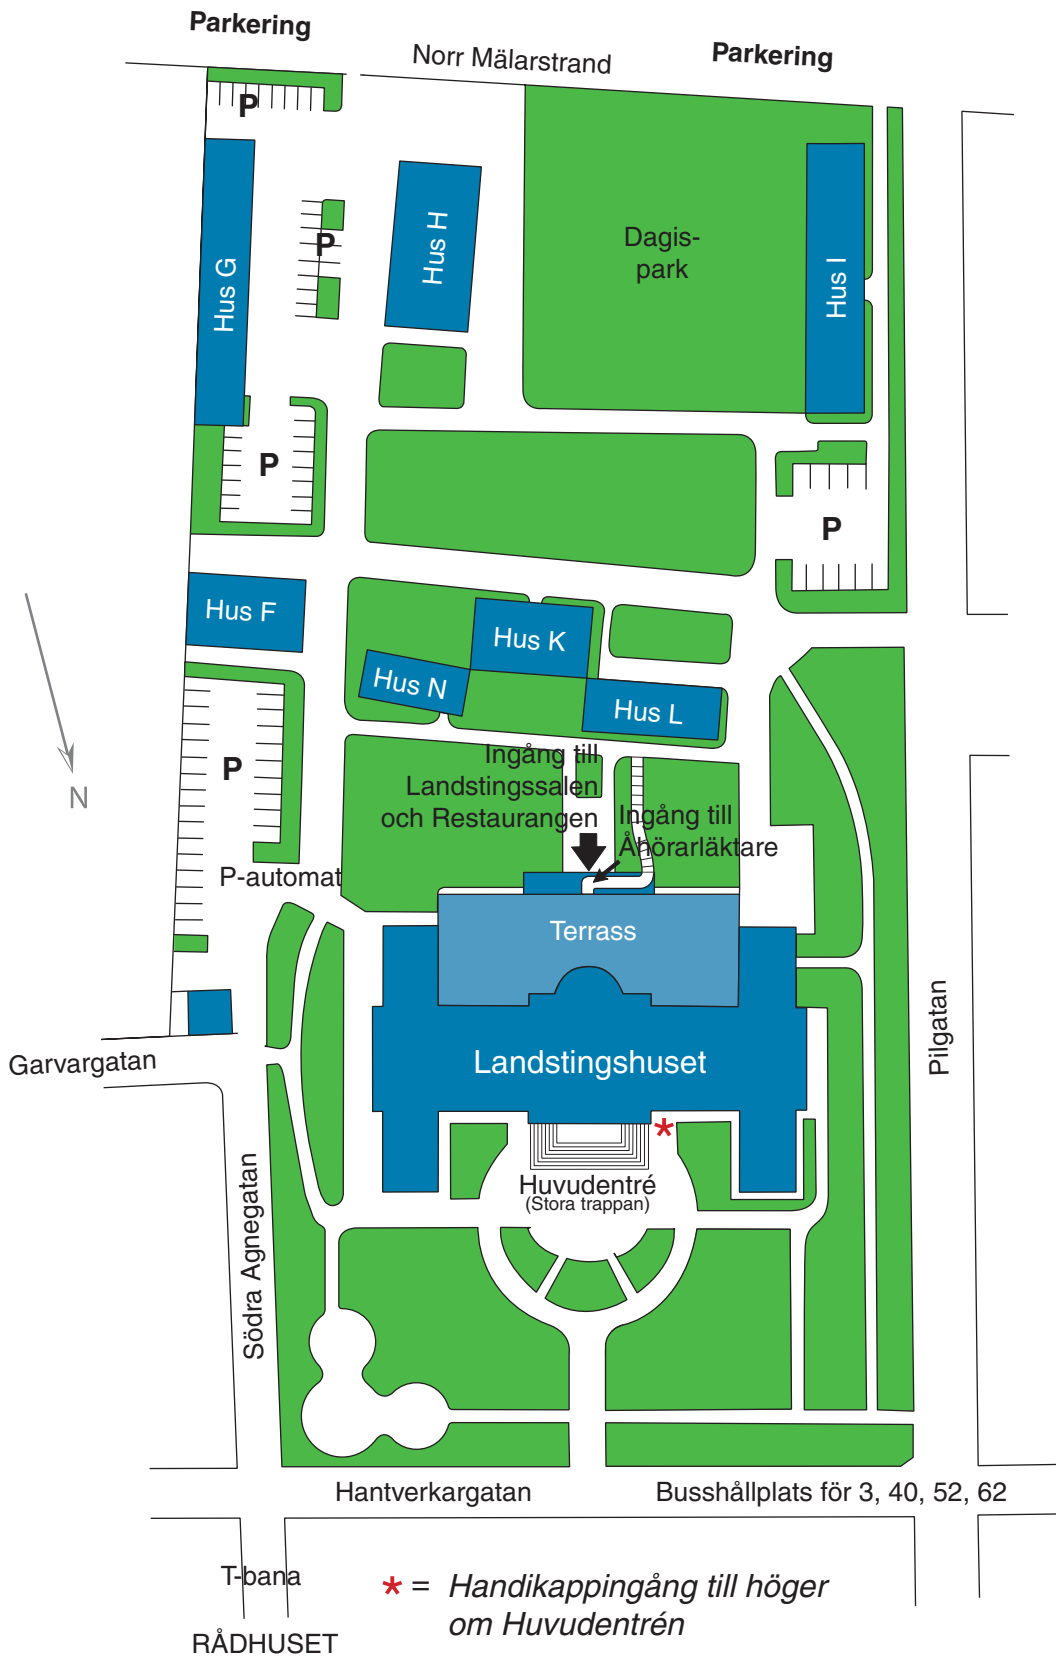 Parkering
Norr Mälarstrand
Parkering
P
Hus G
P
Hus H
Dagis-
park
Hus I
P
P
Hus F
Hus K
Hus N
Hus L
N
P
P-automat
Ingång till
Landstingssalen
och Restaurangen
Ingång till
Åhörarläktare
Terrass
Landstingshuset
Garvargatan
Pilgatan
Södra Agnegatan
*
Huvudentré
(Stora trappan)
Hantverkargatan
Busshållplats för 3, 40, 52, 62
T-bana
RÅDHUSET
* = Handikappingång till höger
om Huvudentrén